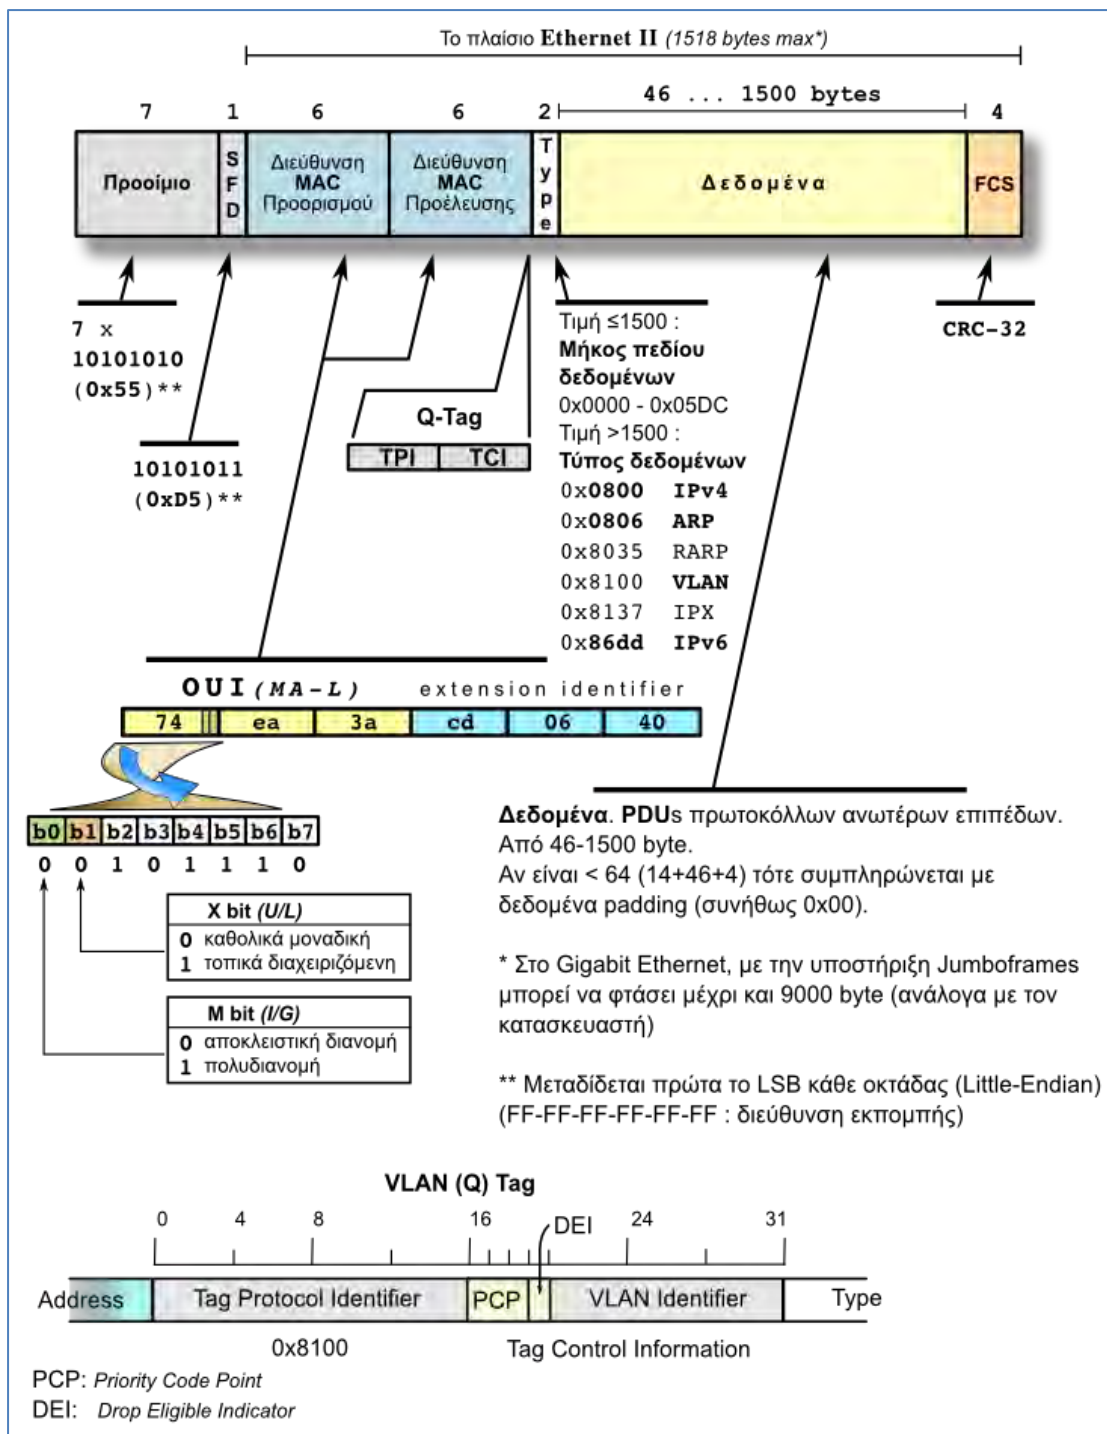 Το πλαίσιο Ethernet II (1518 bytes max*)
46 ... 1500 bytes
7 1 6 6 2 4
Προοίμιο
SFD
Διεύθυνση
MAC
Προορισμού
Διεύθυνση
MAC
Προέλευσης
Type
Δεδομένα
FCS
7 x
10101010
(0x55)**
10101011
(0xD5)**
Q-Tag
TPI TCI
Τιμή ≤1500 :
Μήκος πεδίου
δεδομένων
0x0000 - 0x05DC
Τιμή >1500 :
Τύπος δεδομένων
0x0800 IPv4
0x0806 ARP
0x8035 RARP
0x8100 VLAN
0x8137 IPX
0x86dd IPv6
CRC-32
OUI (MA-L) extension identifier
74 ea 3a cd 06 40
b0 b1 b2 b3 b4 b5 b6 b7
0 0 1 0 1 1 1 0
X bit (U/L)
0 καθολικά μοναδική
1 τοπικά διαχειριζόμενη
M bit (I/G)
0 αποκλειστική διανομή
1 πολυδιανομή
Δεδομένα. PDUs πρωτοκόλλων ανωτέρων επιπέδων.
Από 46-1500 byte.
Αν είναι < 64 (14+46+4) τότε συμπληρώνεται με
δεδομένα padding (συνήθως 0x00).
* Στο Gigabit Ethernet, με την υποστήριξη Jumboframes
μπορεί να φτάσει μέχρι και 9000 byte (ανάλογα με τον
κατασκευαστή)
** Μεταδίδεται πρώτα το LSB κάθε οκτάδας (Little-Endian)
(FF-FF-FF-FF-FF-FF : διεύθυνση εκπομπής)
VLAN (Q) Tag
0 4 8 16 24 31
DEI
Address Tag Protocol Identifier PCP VLAN Identifier Type
0x8100 Tag Control Information
PCP: Priority Code Point
DEI: Drop Eligible Indicator